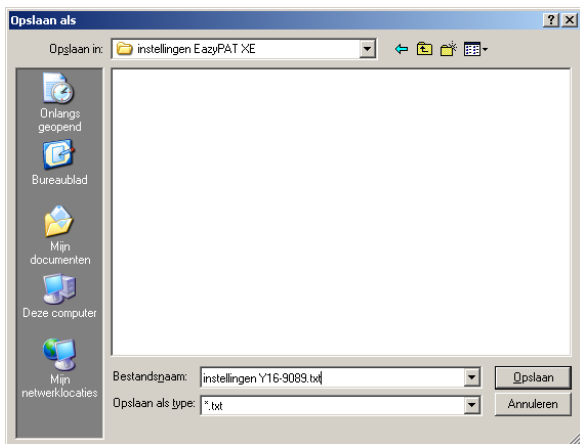 Opslaan als
Opslaan in: instellingen EazyPAT XE
Onlangs
geopend
Bureaublad
Mijn
documenten
Deze computer
Mijn
netwerklocaties
Bestandsnaam: instellingen Y16-9089.txt Opslaan
Opslaan als type: *.txt Annuleren